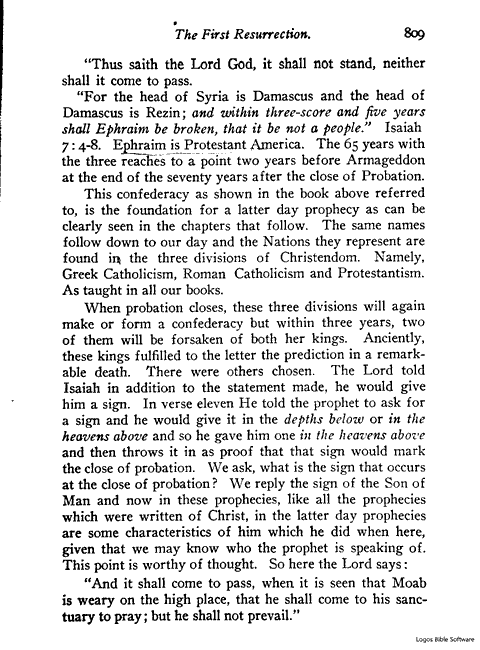 The First Resurrection. 809
"Thus saith the Lord God, it shall not stand, neither
shall it come to pass.
"For the head of Syria is Damascus and the head of
Damascus is Rezin; and within three-score and five years
shall Ephraim be broken, that it be not a people." Isaiah
7:4-8. Ephraim is Protestant America. The 65 years with
the three reaches to a point two years before Armageddon
at the end of the seventy years after the close of Probation.
This confederacy as shown in the book above referred
to, is the foundation for a latter day prophecy as can be
clearly seen in the chapters that follow. The same names
follow down to our day and the Nations they represent are
found in the three divisions of Christendom. Namely,
Greek Catholicism, Roman Catholicism and Protestantism.
As taught in all our books.
When probation closes, these three divisions will again
make or form a confederacy but within three years, two
of them will be forsaken of both her kings. Anciently,
these kings fulfilled to the letter the prediction in a remark-
able death. There were others chosen. The Lord told
Isaiah in addition to the statement made, he would give
him a sign. In verse eleven He told the prophet to ask for
a sign and he would give it in the depths below or in the
heavens above and so he gave him one in the heavens above
and then throws it in as proof that that sign would mark
the close of probation. We ask, what is the sign that occurs
at the close of probation? We reply the sign of the Son of
Man and now in these prophecies, like all the prophecies
which were written of Christ, in the latter day prophecies
are some characteristics of him which he did when here,
given that we may know who the prophet is speaking of.
This point is worthy of thought. So here the Lord says:
"And it shall come to pass, when it is seen that Moab
is weary on the high place, that he shall come to his sanc-
tuary to pray; but he shall not prevail."
Logos Bible Software